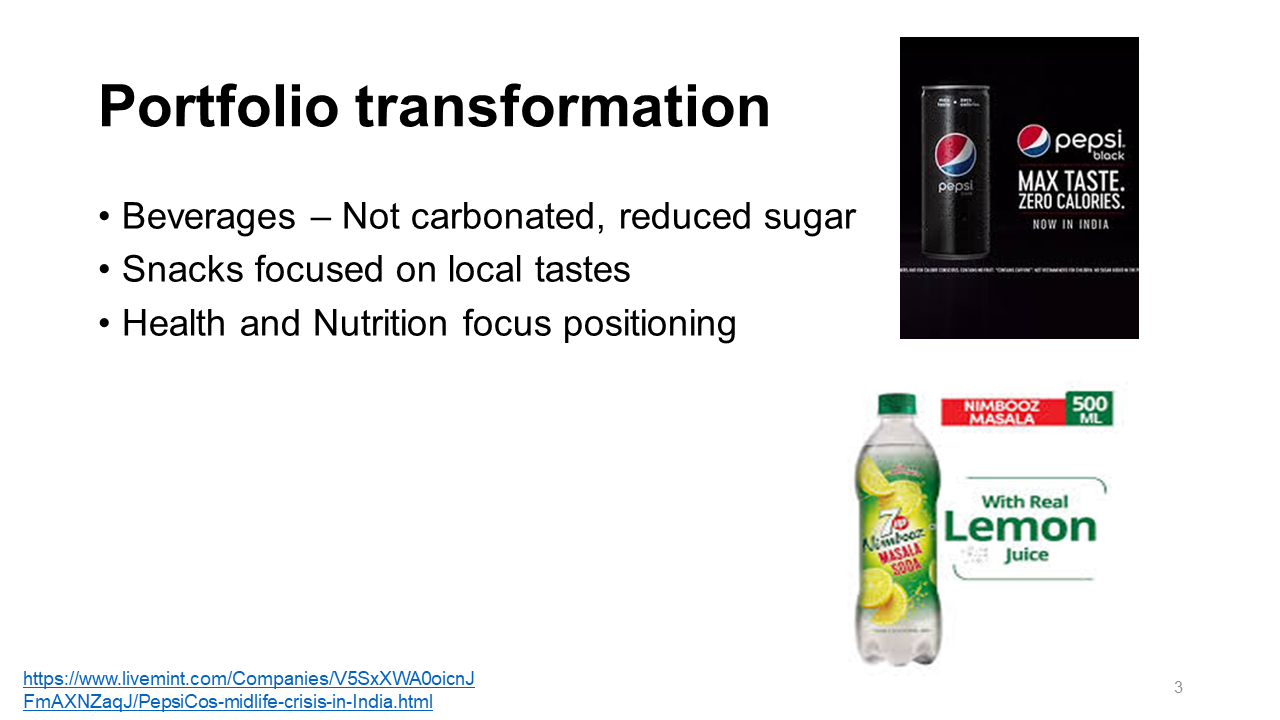 Portfolio transformation
• Beverages – Not carbonated, reduced sugar
• Snacks focused on local tastes
• Health and Nutrition focus positioning
pepsi
pepsi
black
MAX TASTE.
ZERO CALORIES.
NOW IN INDIA
NIMBOOZ
MASALA
500
ML
With Real
Lemon
Juice
7up
Nimbooz
MASALA
SODA
https://www.livemint.com/Companies/V5SxXWA0oicnJ
FmAXNZaqJ/PepsiCos-midlife-crisis-in-India.html
3